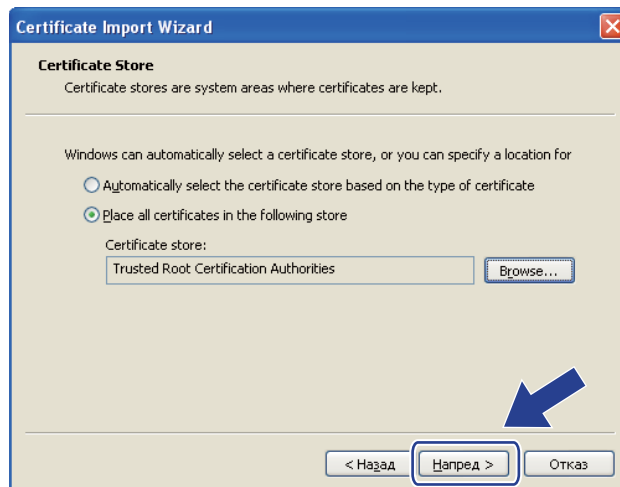 Certificate Import Wizard
Certificate Store
Certificate stores are system areas where certificates are kept.
Windows can automatically select a certificate store, or you can specify a location for
Automatically select the certificate store based on the type of certificate
Place all certificates in the following store
Certificate store:
Trusted Root Certification Authorities
Browse...
< Назад
Напред >
Отказ